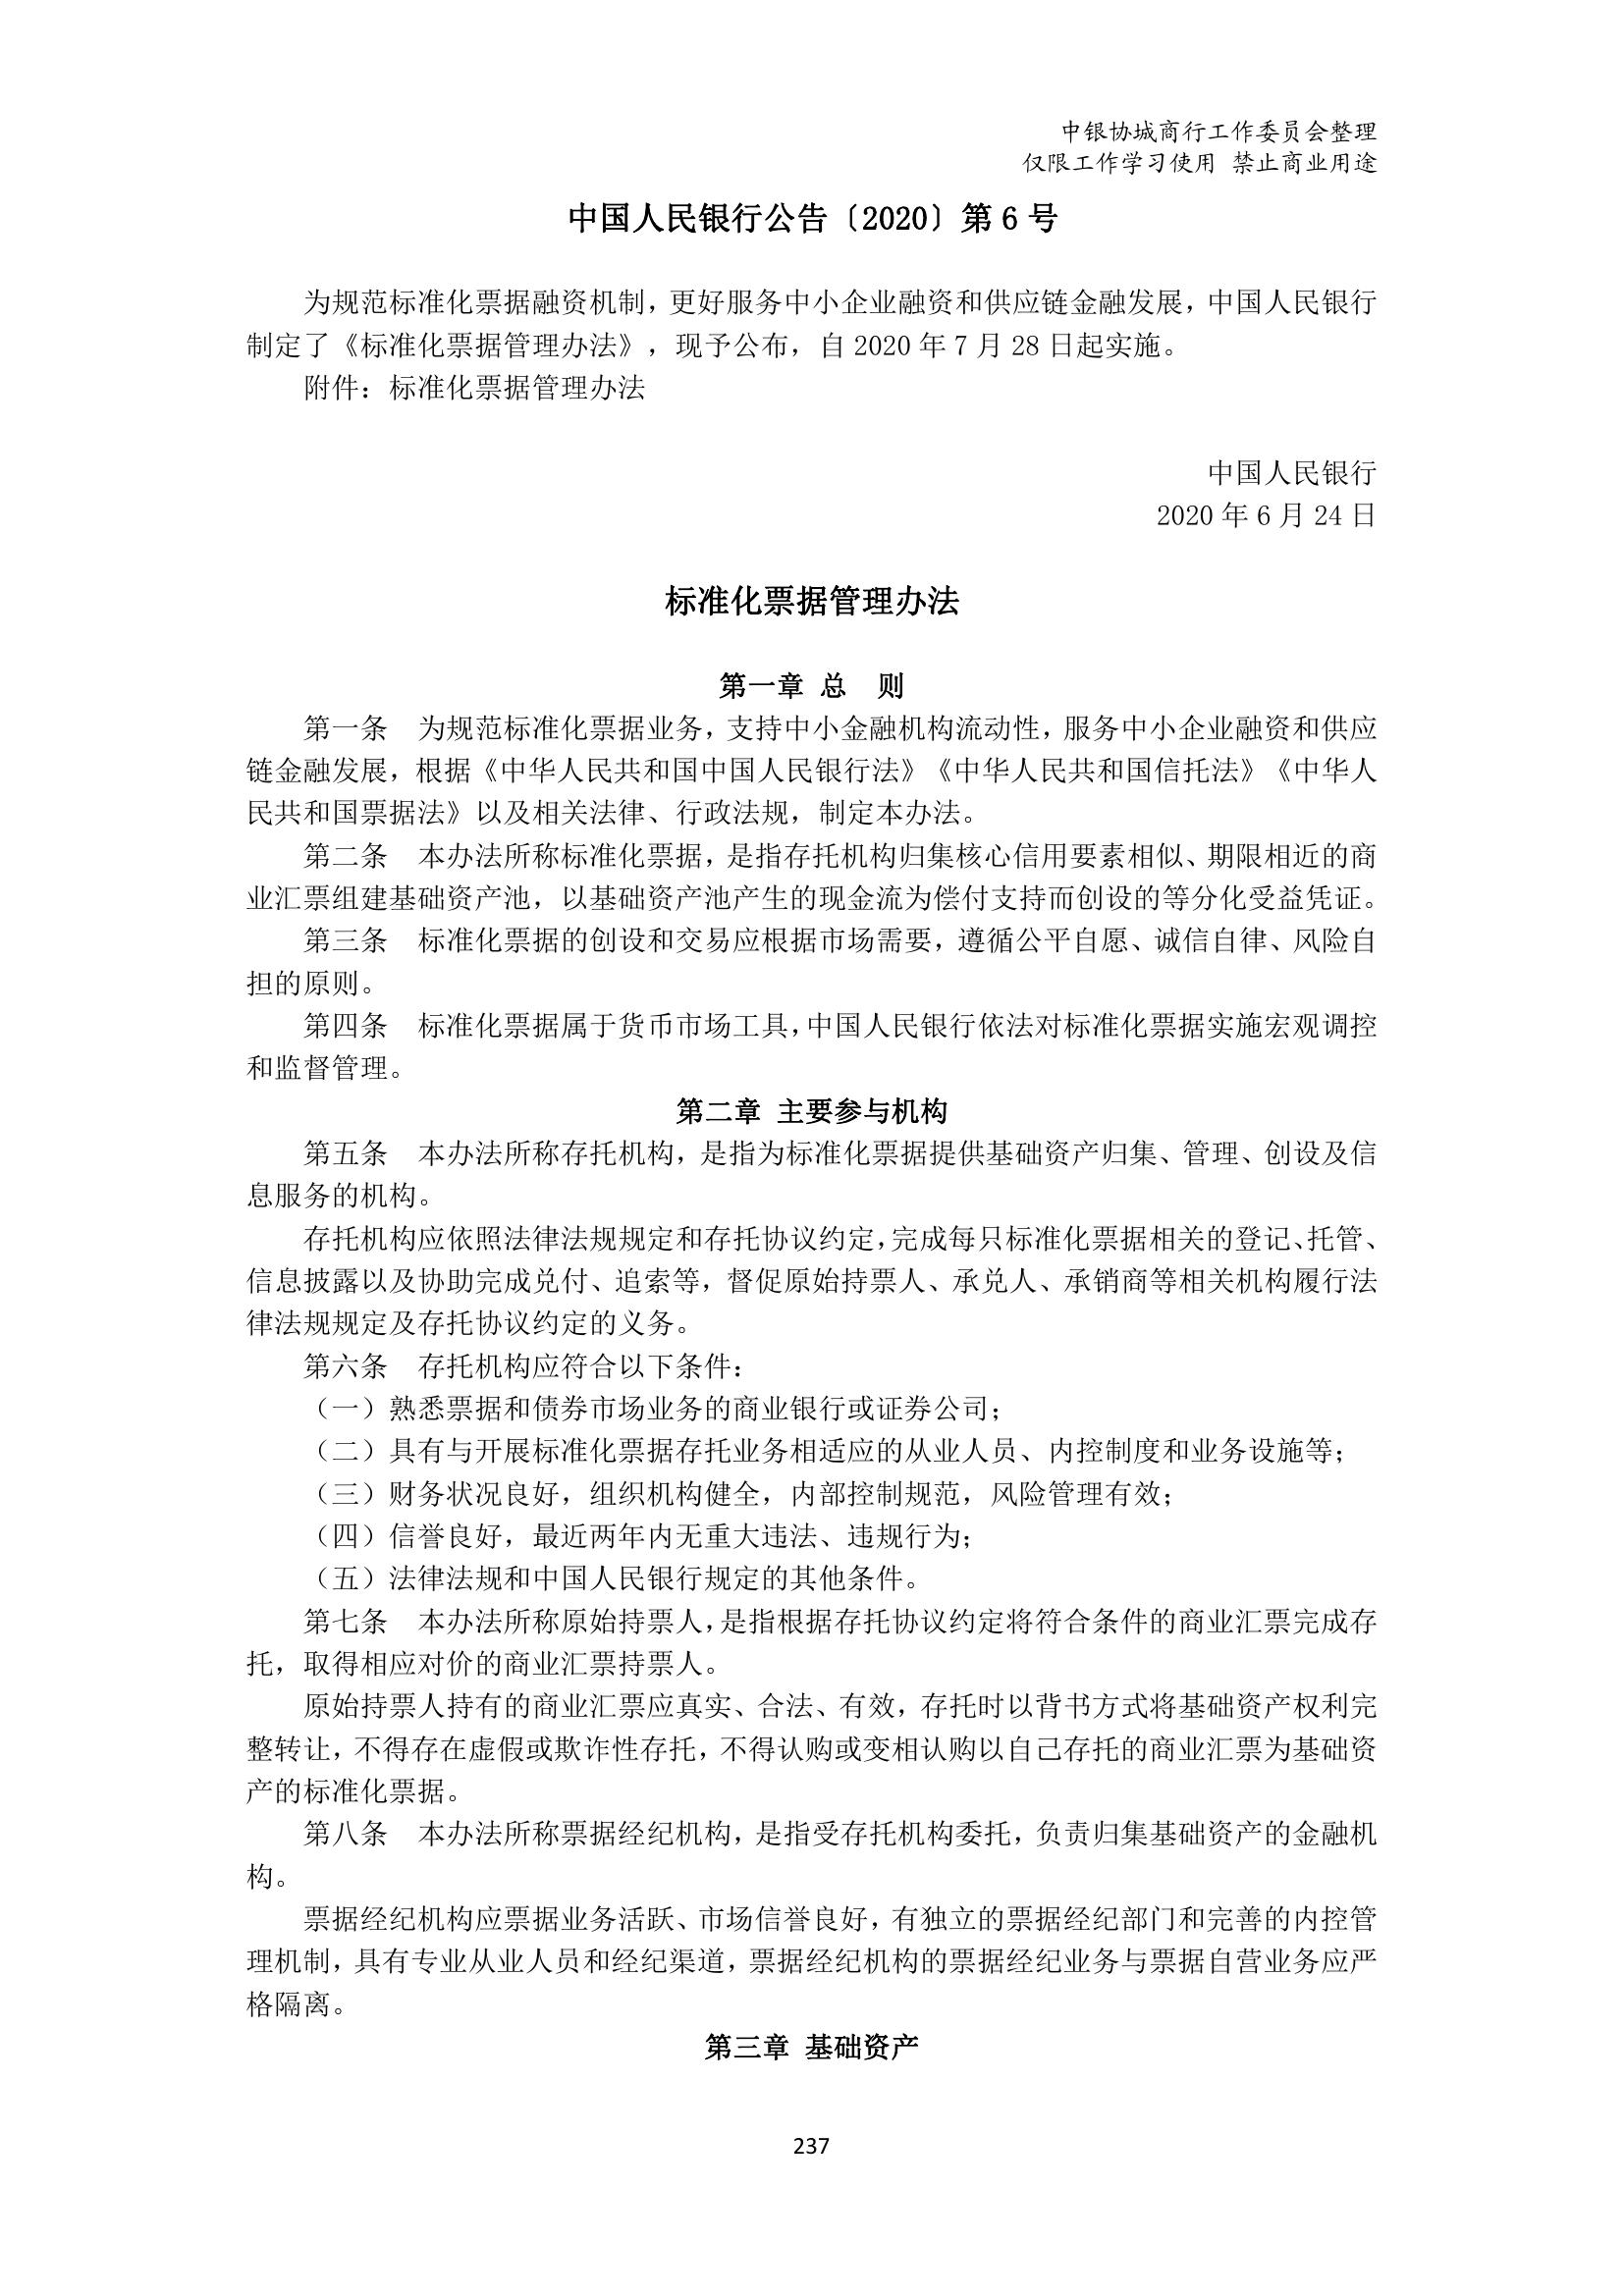 中银协城商行工作委员会整理
仅限工作学习使用 禁止商业用途
中国人民银行公告〔2020〕第 6 号
为规范标准化票据融资机制，更好服务中小企业融资和供应链金融发展，中国人民银行
制定了《标准化票据管理办法》，现予公布，自 2020 年 7 月 28 日起实施。
附件：标准化票据管理办法
中国人民银行
2020 年 6 月 24 日
标准化票据管理办法
第一章 总　则
第一条　为规范标准化票据业务，支持中小金融机构流动性，服务中小企业融资和供应
链金融发展，根据《中华人民共和国中国人民银行法》《中华人民共和国信托法》《中华人
民共和国票据法》以及相关法律、行政法规，制定本办法。
第二条　本办法所称标准化票据，是指存托机构归集核心信用要素相似、期限相近的商
业汇票组建基础资产池，以基础资产池产生的现金流为偿付支持而创设的等分化受益凭证。
第三条　标准化票据的创设和交易应根据市场需要，遵循公平自愿、诚信自律、风险自
担的原则。
第四条　标准化票据属于货币市场工具，中国人民银行依法对标准化票据实施宏观调控
和监督管理。
第二章 主要参与机构
第五条　本办法所称存托机构，是指为标准化票据提供基础资产归集、管理、创设及信
息服务的机构。
存托机构应依照法律法规规定和存托协议约定，完成每只标准化票据相关的登记、托管、
信息披露以及协助完成兑付、追索等，督促原始持票人、承兑人、承销商等相关机构履行法
律法规规定及存托协议约定的义务。
第六条　存托机构应符合以下条件：
（一）熟悉票据和债券市场业务的商业银行或证券公司；
（二）具有与开展标准化票据存托业务相适应的从业人员、内控制度和业务设施等；
（三）财务状况良好，组织机构健全，内部控制规范，风险管理有效；
（四）信誉良好，最近两年内无重大违法、违规行为；
（五）法律法规和中国人民银行规定的其他条件。
第七条　本办法所称原始持票人，是指根据存托协议约定将符合条件的商业汇票完成存
托，取得相应对价的商业汇票持票人。
原始持票人持有的商业汇票应真实、合法、有效，存托时以背书方式将基础资产权利完
整转让，不得存在虚假或欺诈性存托，不得认购或变相认购以自己存托的商业汇票为基础资
产的标准化票据。
第八条　本办法所称票据经纪机构，是指受存托机构委托，负责归集基础资产的金融机
构。
票据经纪机构应票据业务活跃、市场信誉良好，有独立的票据经纪部门和完善的内控管
理机制，具有专业从业人员和经纪渠道，票据经纪机构的票据经纪业务与票据自营业务应严
格隔离。
第三章 基础资产
237